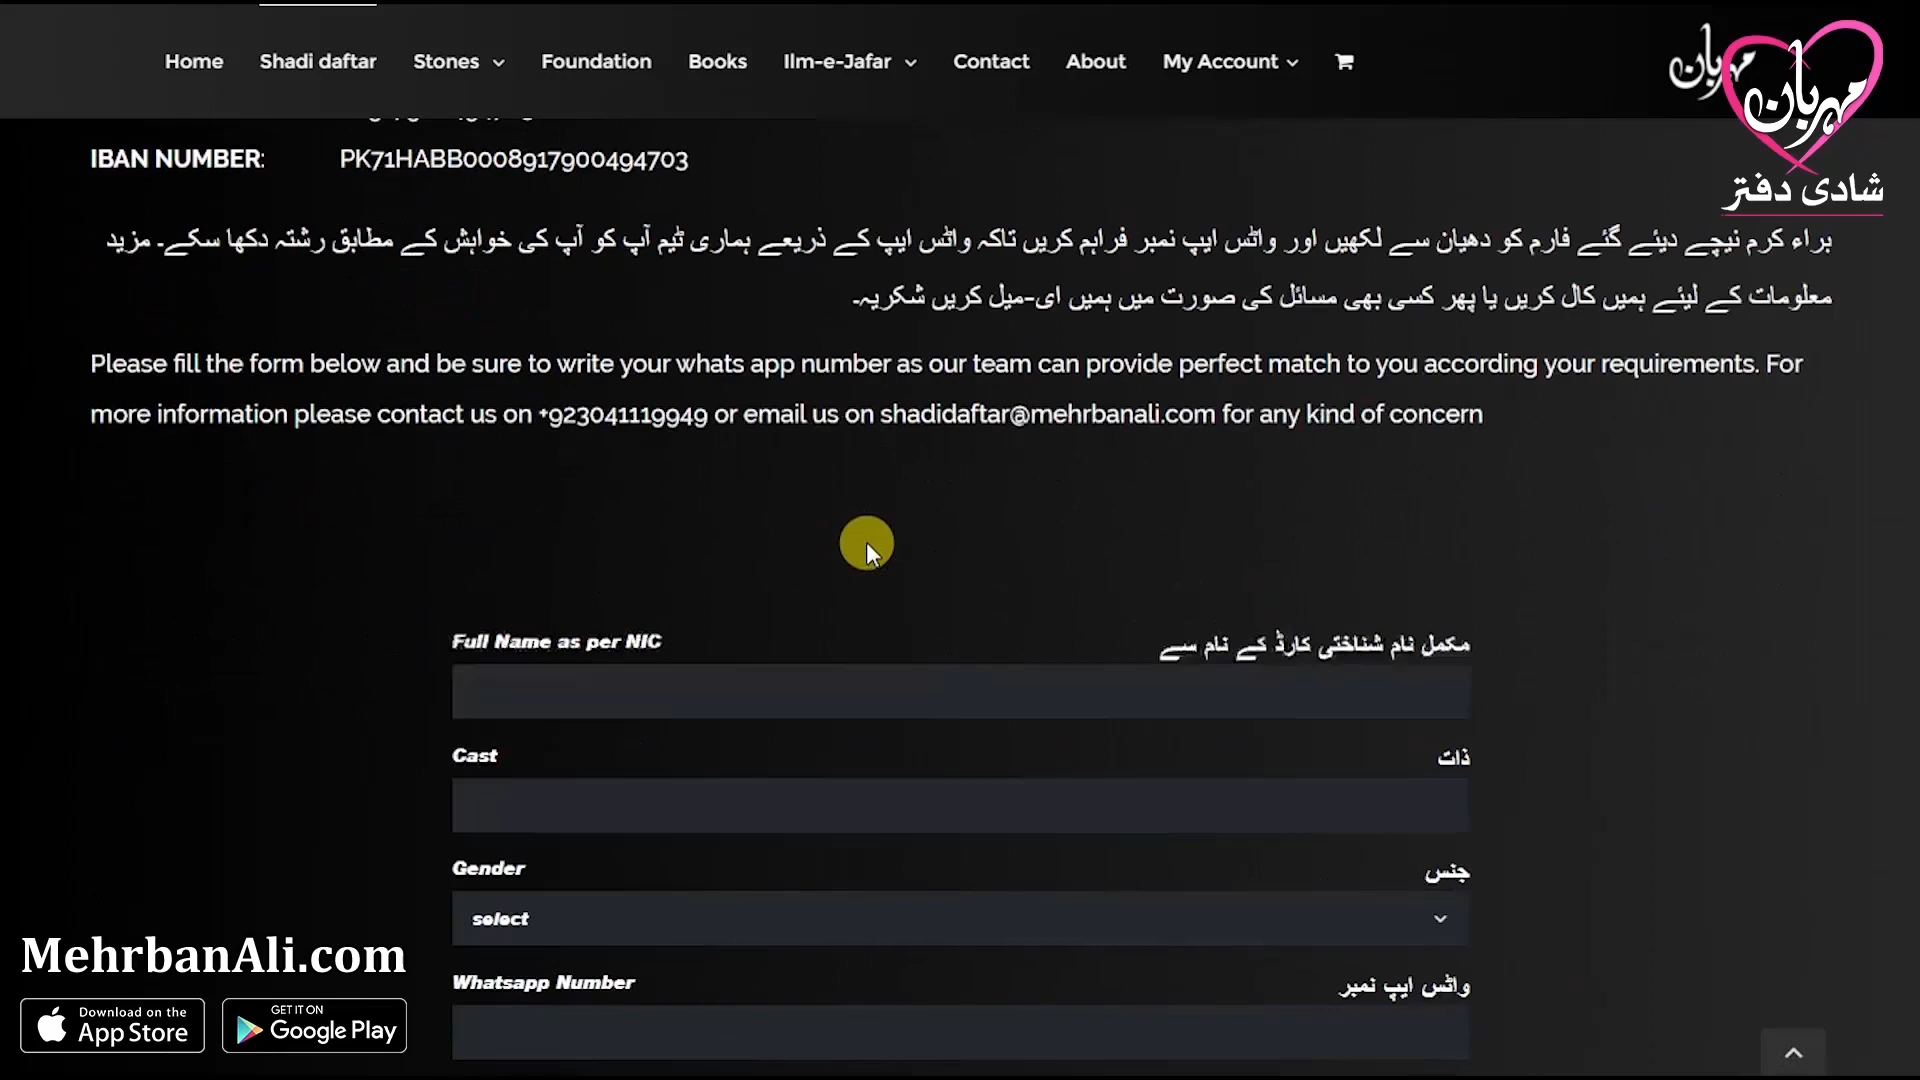 Home Shadi daftar Stones Foundation Books Ilm-e-Jafar Contact About My Account
مہربان
مہربان
شادی دفتر
IBAN NUMBER: PK71HABB0008917900494703
براء کرم نیچے دیئے گئے فارم کو دھیان سے لکھیں اور واٹس ایپ نمبر فراہم کریں تاکہ واٹس ایپ کے ذریعے ہماری ٹیم آپ کو آپ کی خواہش کے مطابق رشتہ دکھا سکے۔ مزید
معلومات کے لیئے ہمیں کال کریں یا پھر کسی بھی مسائل کی صورت میں ہمیں ای-میل کریں شکریہ۔
Please fill the form below and be sure to write your whats app number as our team can provide perfect match to you according your requirements. For
more information please contact us on +923041119949 or email us on shadidaftar@mehrbanali.com for any kind of concern
Full Name as per NIC مکمل نام شناختی کارڈ کے نام سے
Cast ذات
Gender جنس
select
Whatsapp Number واٹس ایپ نمبر
MehrbanAli.com
Download on the
App Store
GET IT ON
Google Play